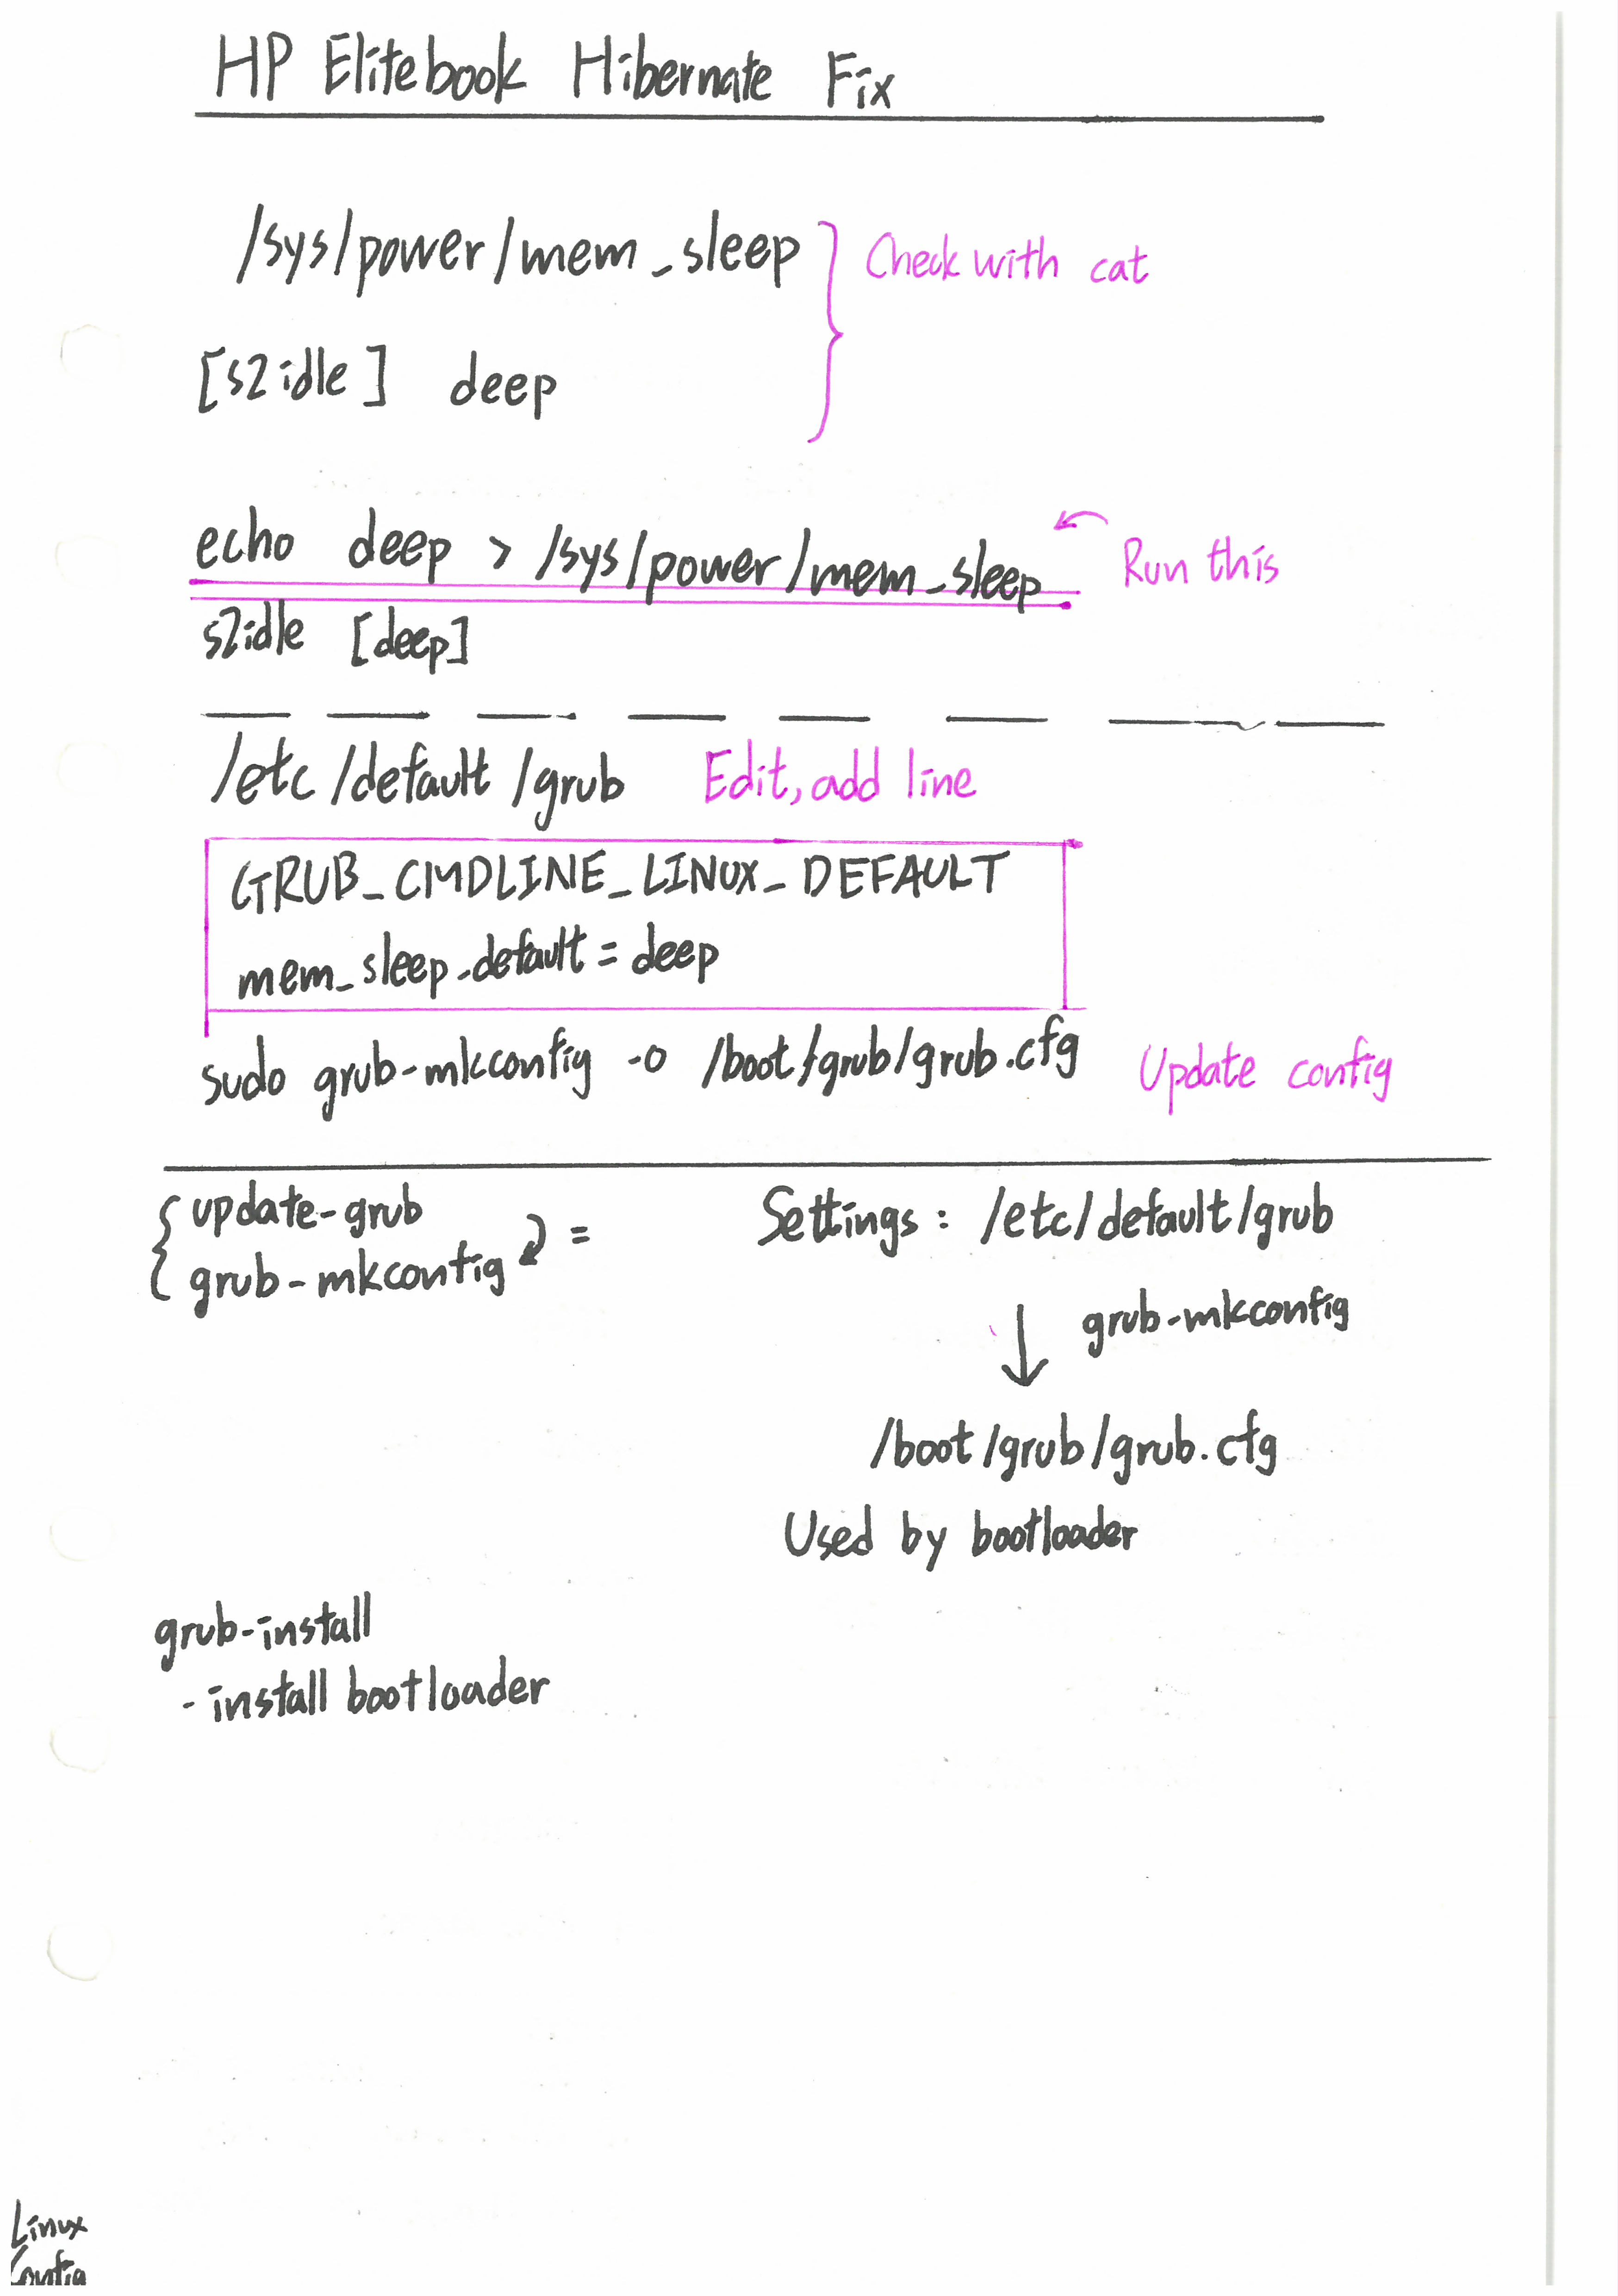 HP Elitebook Hibernate Fix
/sys/power/mem_sleep
Check with cat
[s2idle] deep
echo deep > /sys/power/mem_sleep
Run this
s2idle [deep]
/etc/default/grub Edit, add line
GRUB_CMDLINE_LINUX_DEFAULT
mem_sleep_default = deep
sudo grub-mkconfig -o /boot/grub/grub.cfg
Update config
{ update-grub
grub-mkconfig =
Settings: /etc/default/grub
↓ grub-mkconfig
/boot/grub/grub.cfg
Used by bootloader
grub-install
- install bootloader
Linux
Config